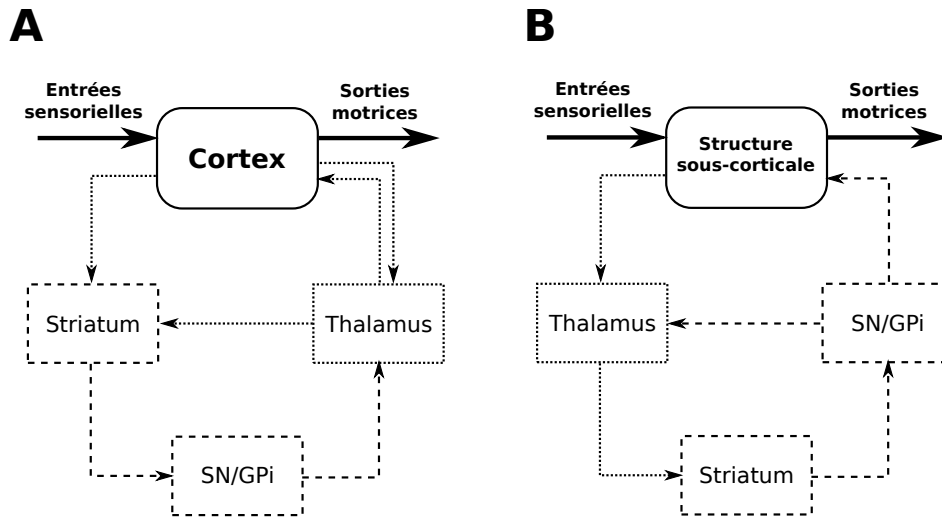 A
Entrées
sensorielles
Sorties
motrices
Cortex
Striatum
Thalamus
SN/GPi
B
Entrées
sensorielles
Sorties
motrices
Structure
sous-corticale
Thalamus
SN/GPi
Striatum